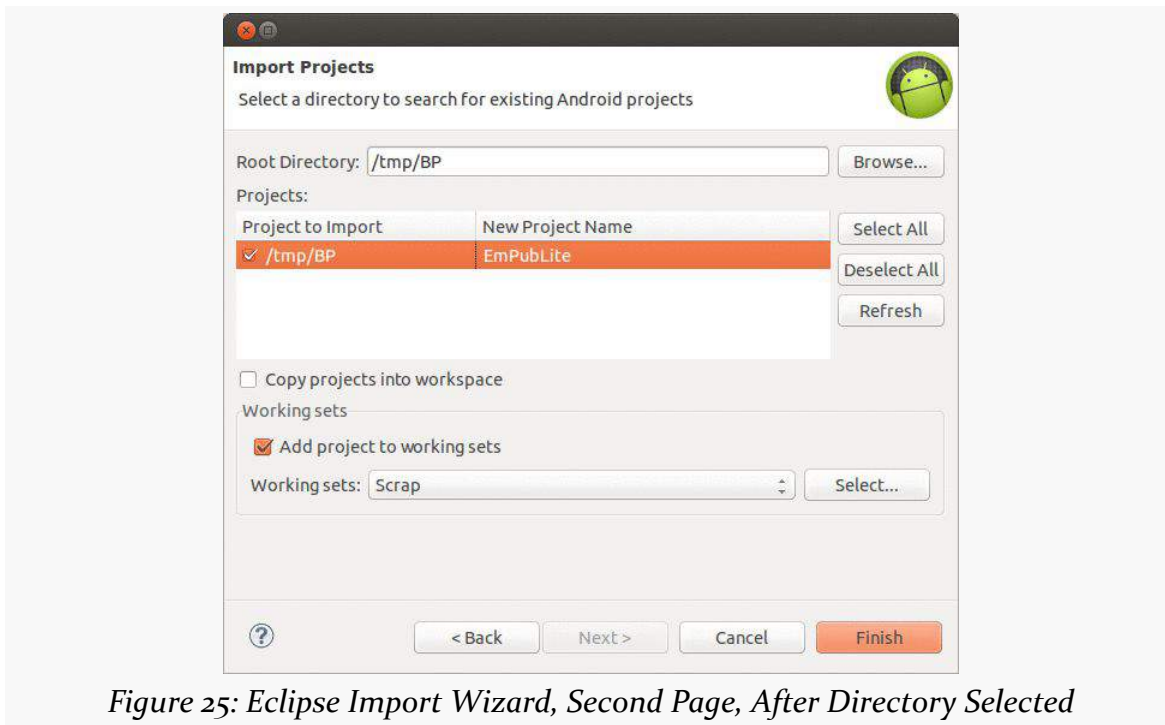 Import Projects
Select a directory to search for existing Android projects
Root Directory: /tmp/BP Browse...
Projects:
Project to Import New Project Name Select All
/tmp/BP EmPubLite
Deselect All
Refresh
Copy projects into workspace
Working sets
Add project to working sets
Working sets: Scrap Select...
? < Back Next > Cancel Finish
Figure 25: Eclipse Import Wizard, Second Page, After Directory Selected